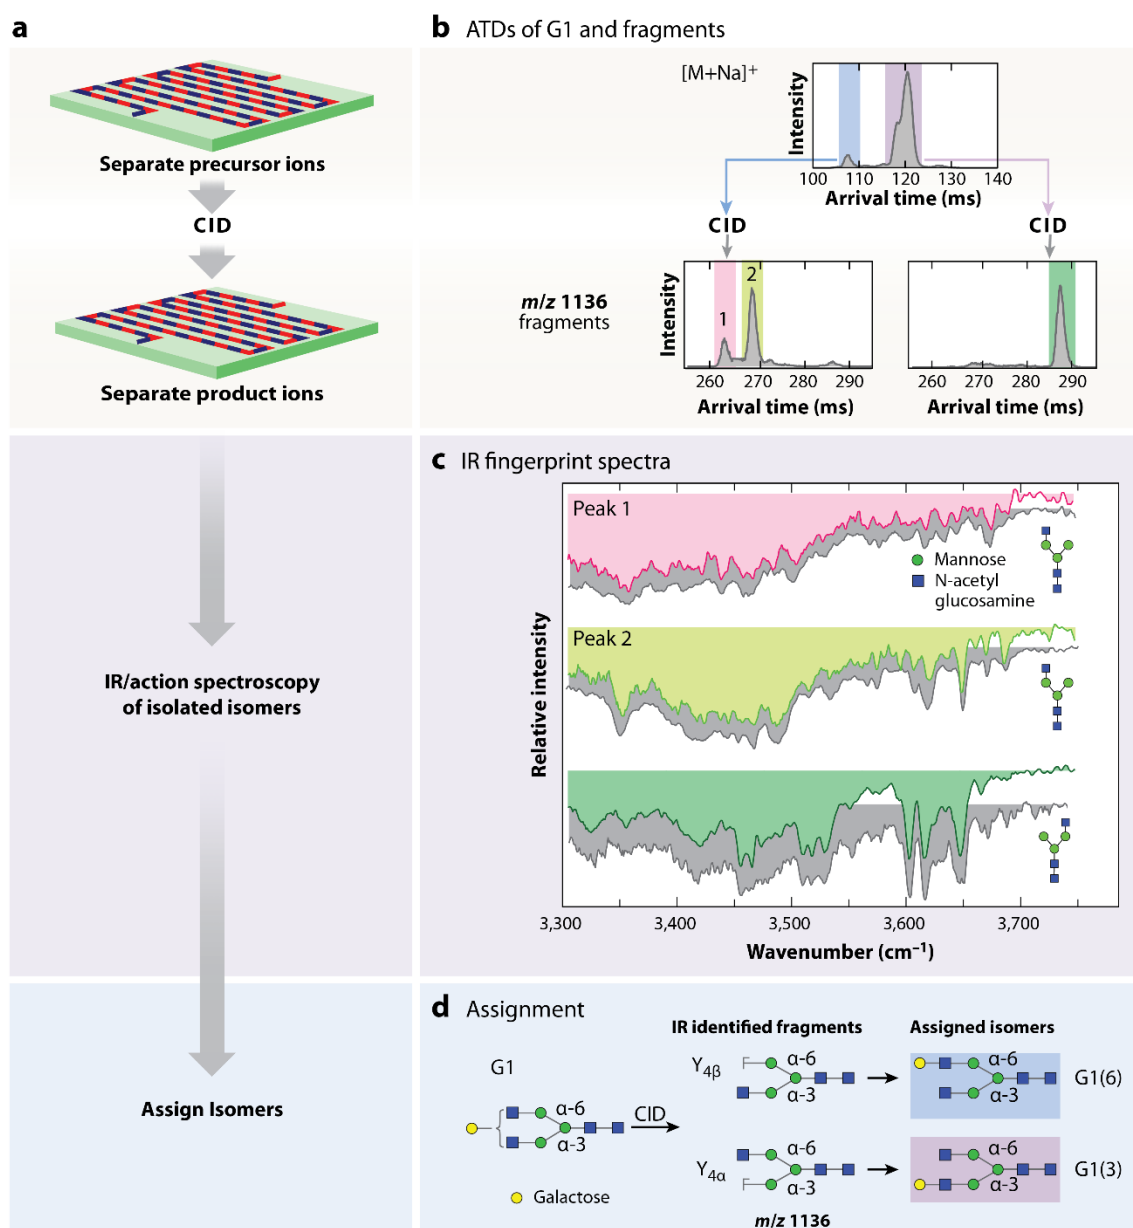 a
Separate precursor ions
CID
Separate product ions
IR/action spectroscopy
of isolated isomers
Assign Isomers
b ATDs of G1 and fragments
[M+Na]⁺
Intensity
100 110 120 130 140
Arrival time (ms)
CID
CID
m/z 1136
fragments
Intensity
1
2
260 270 280 290
Arrival time (ms)
260 270 280 290
Arrival time (ms)
c IR fingerprint spectra
Relative intensity
Peak 1
Mannose
N-acetyl
glucosamine
Peak 2
3,300 3,400 3,500 3,600 3,700
Wavenumber (cm⁻¹)
d Assignment
IR identified fragments
Assigned isomers
G1
α-6
α-3
CID
Galactose
Y4β
α-6
α-3
α-6
α-3
G1(6)
Y4α
α-6
α-3
α-6
α-3
G1(3)
m/z 1136